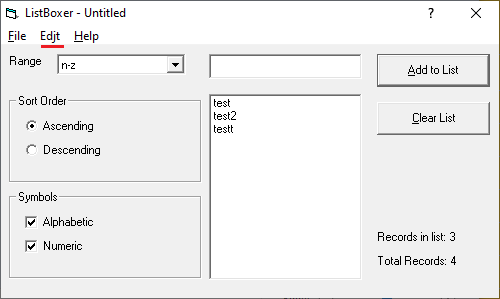 ListBoxer - Untitled
File Edit Help
Range n-z
Add to List
Sort Order
Ascending
Descending
test
test2
testt
Clear List
Symbols
Alphabetic
Numeric
Records in list: 3
Total Records: 4